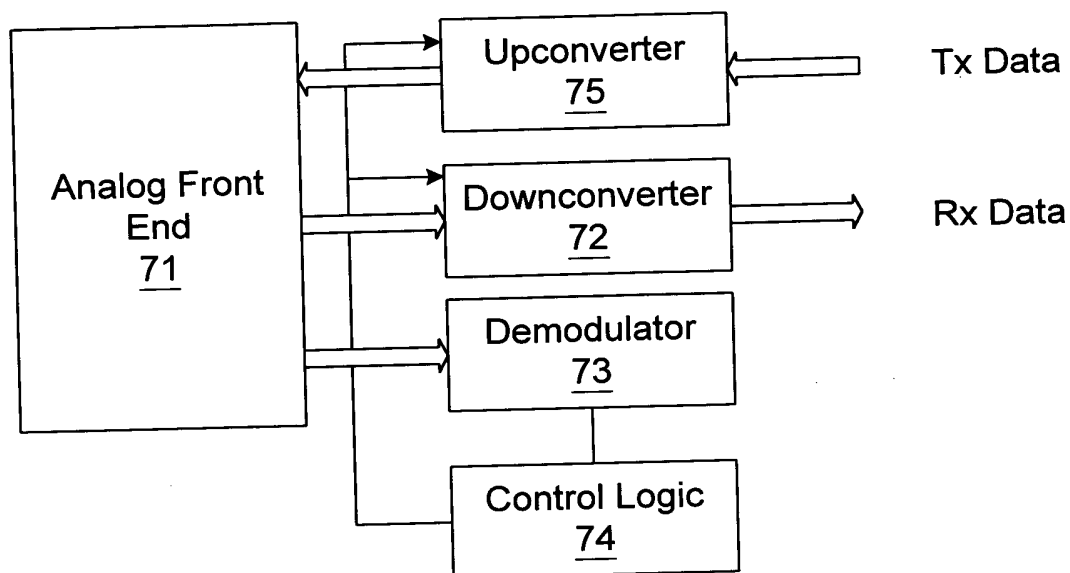 Upconverter
75
Tx Data
Analog Front
End
71
Downconverter
72
Rx Data
Demodulator
73
Control Logic
74